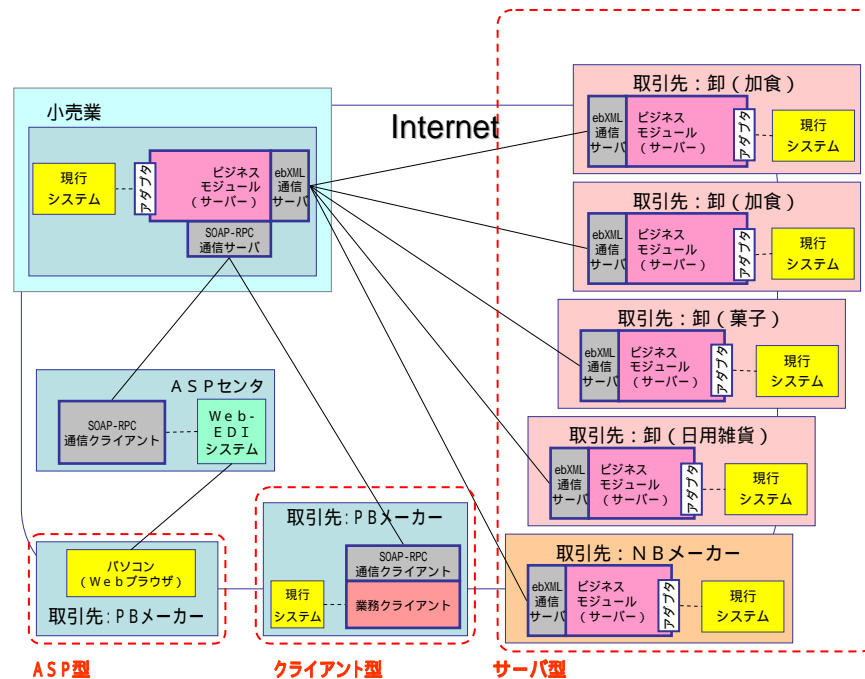 小売業
現行
システム
アダプタ
ビジネス
モジュール
(サーバー)
ebXML
通信
サーバ
SOAP-RPC
通信サーバ
Internet
取引先:卸(加食)
ebXML
通信
サーバ
ビジネス
モジュール
(サーバー)
アダプタ
現行
システム
取引先:卸(加食)
ebXML
通信
サーバ
ビジネス
モジュール
(サーバー)
アダプタ
現行
システム
取引先:卸(菓子)
ebXML
通信
サーバ
ビジネス
モジュール
(サーバー)
アダプタ
現行
システム
取引先:卸(日用雑貨)
ebXML
通信
サーバ
ビジネス
モジュール
(サーバー)
アダプタ
現行
システム
取引先:NBメーカー
ebXML
通信
サーバ
ビジネス
モジュール
(サーバー)
アダプタ
現行
システム
ASPセンタ
SOAP-RPC
通信クライアント
Web-
EDI
システム
パソコン
(Webブラウザ)
取引先:PBメーカー
取引先:PBメーカー
SOAP-RPC
通信クライアント
現行
システム
業務クライアント
ASP型
クライアント型
サーバ型